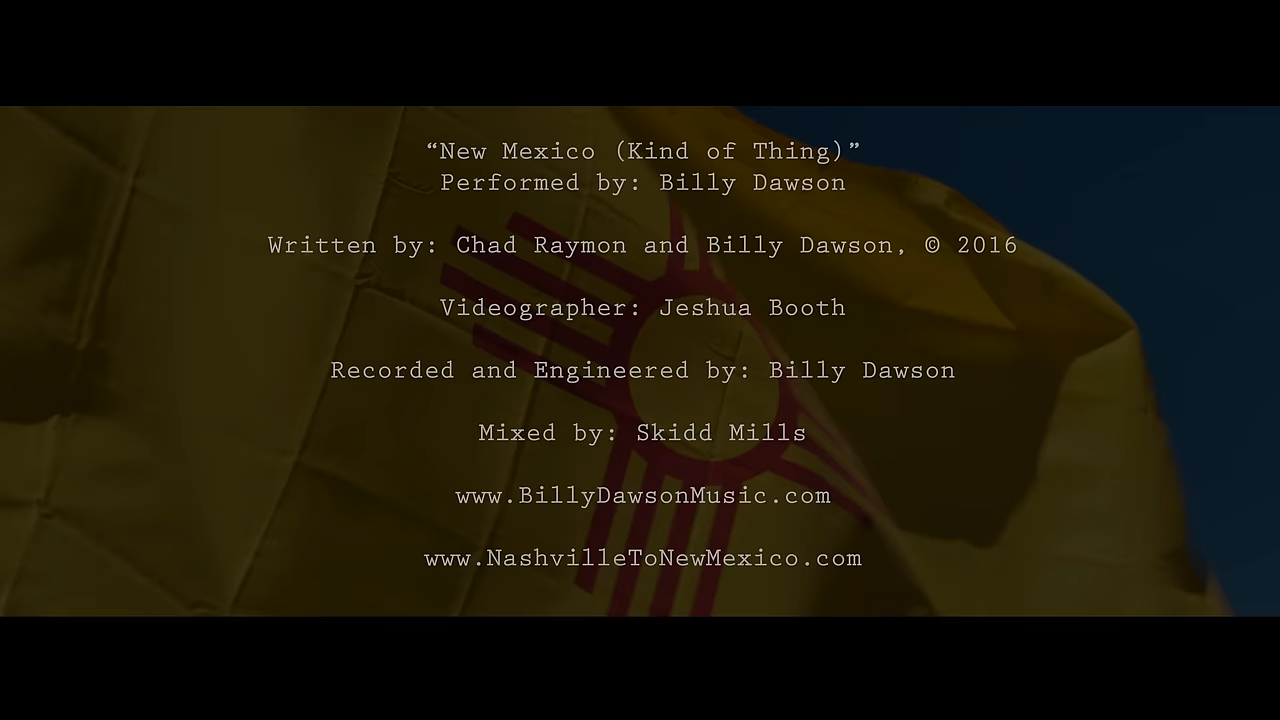 “New Mexico (Kind of Thing)”
Performed by: Billy Dawson
Written by: Chad Raymon and Billy Dawson, © 2016
Videographer: Jeshua Booth
Recorded and Engineered by: Billy Dawson
Mixed by: Skidd Mills
www.BillyDawsonMusic.com
www.NashvilleToNewMexico.com